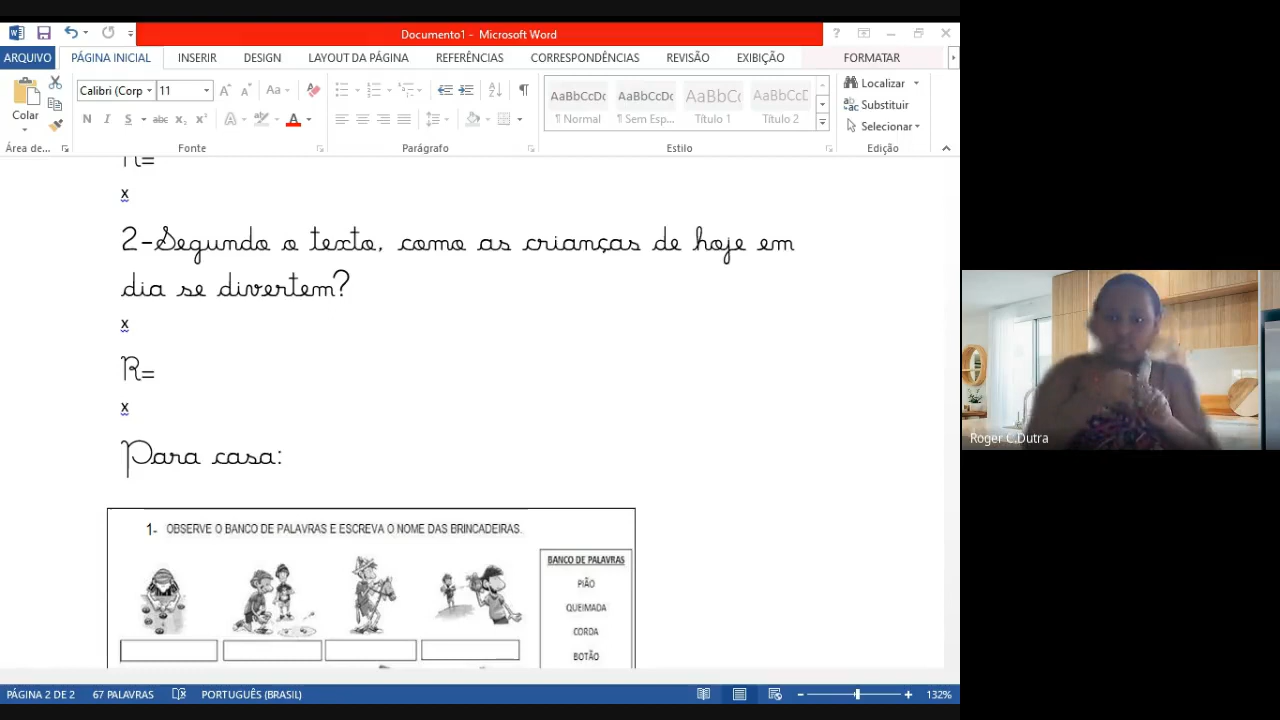 Documento1 - Microsoft Word
?
ARQUIVO PÁGINA INICIAL INSERIR DESIGN LAYOUT DA PÁGINA REFERÊNCIAS CORRESPONDÊNCIAS REVISÃO EXIBIÇÃO FORMATAR
Colar
Calibri (Corp 11
Aa
N I S abc x₂ x² A A
AaBbCcDc AaBbCcDc AaBbCc AaBbCcD
¶ Normal ¶ Sem Esp... Título 1 Título 2
Localizar
Substituir
Selecionar
Área de... Fonte Parágrafo Estilo Edição
R=
x
2-Segundo o texto, como as crianças de hoje em
dia se divertem?
x
R=
x
Para casa:
1- OBSERVE O BANCO DE PALAVRAS E ESCREVA O NOME DAS BRINCADEIRAS.
BANCO DE PALAVRAS
PIÃO
QUEIMADA
CORDA
BOTÃO
Roger C.Dutra
PÁGINA 2 DE 2 67 PALAVRAS PORTUGUÊS (BRASIL) 132%